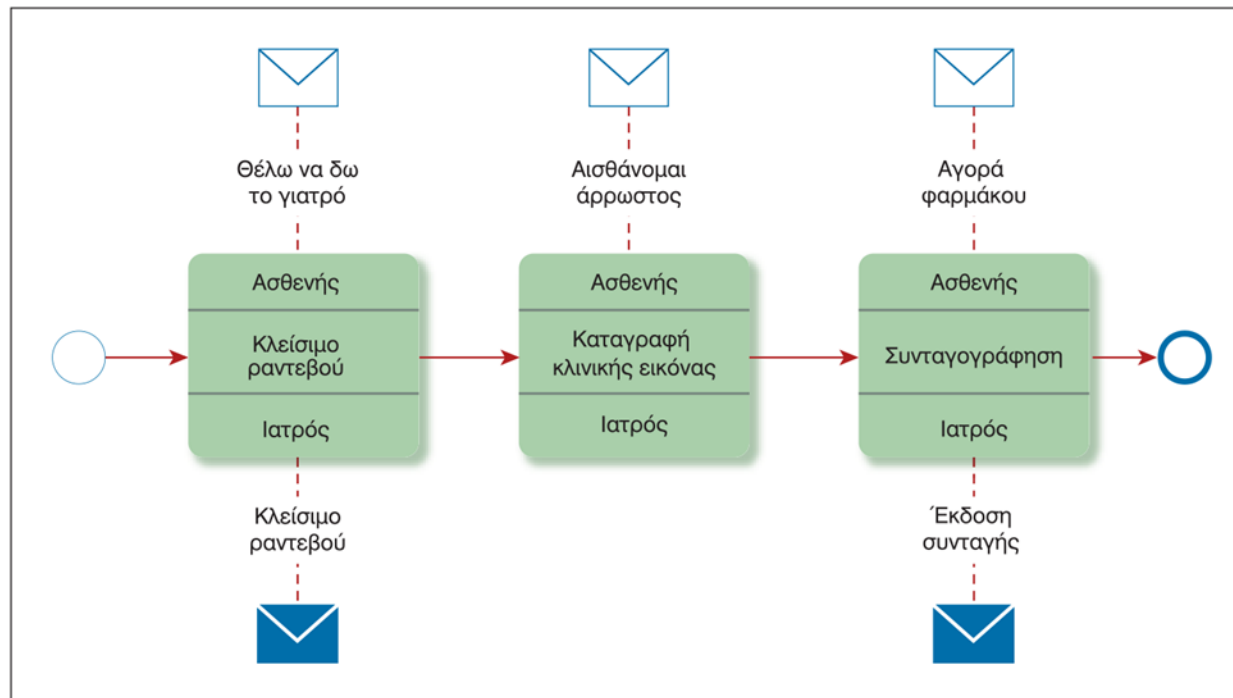 Θέλω να δω
το γιατρό
Αισθάνομαι
άρρωστος
Αγορά
φαρμάκου
Ασθενής
Κλείσιμο
ραντεβού
Ιατρός
Ασθενής
Καταγραφή
κλινικής εικόνας
Ιατρός
Ασθενής
Συνταγογράφηση
Ιατρός
Κλείσιμο
ραντεβού
Έκδοση
συνταγής